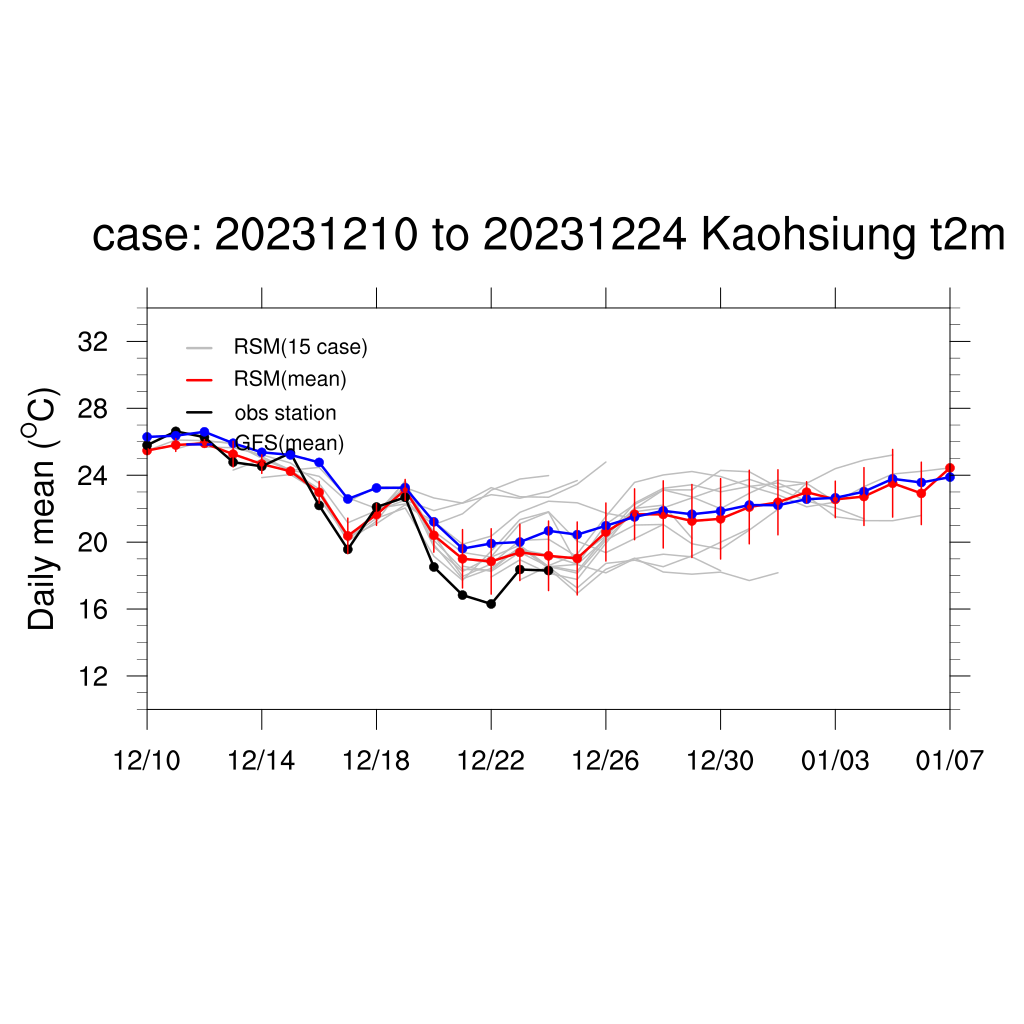 case: 20231210 to 20231224 Kaohsiung t2m
Daily mean (°C)
32
28
24
20
16
12
RSM(15 case)
RSM(mean)
obs station
GFS(mean)
12/10 12/14 12/18 12/22 12/26 12/30 01/03 01/07